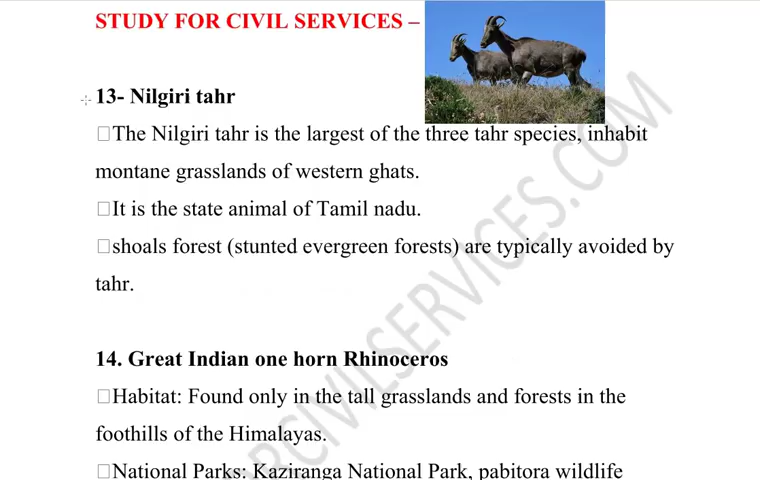 STUDY FOR CIVIL SERVICES –
13- Nilgiri tahr
The Nilgiri tahr is the largest of the three tahr species, inhabit
montane grasslands of western ghats.
It is the state animal of Tamil nadu.
shoals forest (stunted evergreen forests) are typically avoided by
tahr.
14. Great Indian one horn Rhinoceros
Habitat: Found only in the tall grasslands and forests in the
foothills of the Himalayas.
National Parks: Kaziranga National Park, pabitora wildlife
RCIVILSERVICES.COM